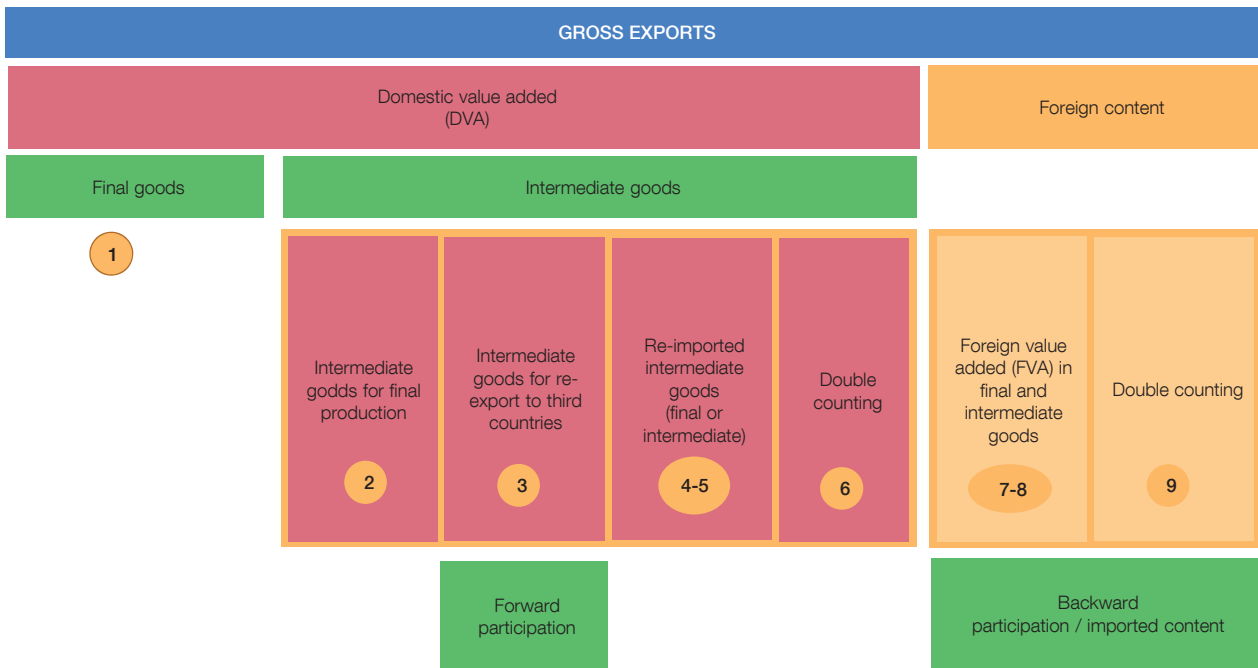 GROSS EXPORTS
Domestic value added
(DVA)
Foreign content
Final goods
Intermediate goods
1
Intermediate
godds for final
production
2
Intermediate
goods for re-
export to third
countries
3
Re-imported
intermediate
goods
(final or
intermediate)
4-5
Double
counting
6
Foreign value
added (FVA) in
final and
intermediate
goods
7-8
Double counting
9
Forward
participation
Backward
participation / imported content